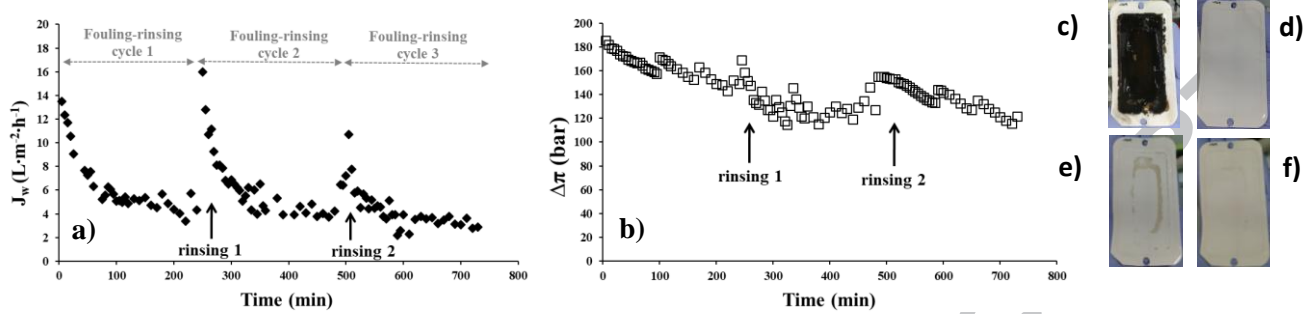 Fouling-rinsing
cycle 1
Fouling-rinsing
cycle 2
Fouling-rinsing
cycle 3
J_w (L·m⁻²·h⁻¹)
20
18
16
14
12
10
8
6
4
2
0
a)
rinsing 1
rinsing 2
0 100 200 300 400 500 600 700 800
Time (min)
Δπ (bar)
200
180
160
140
120
100
80
60
40
20
0
b)
rinsing 1
rinsing 2
0 100 200 300 400 500 600 700 800
Time (min)
c)
d)
e)
f)